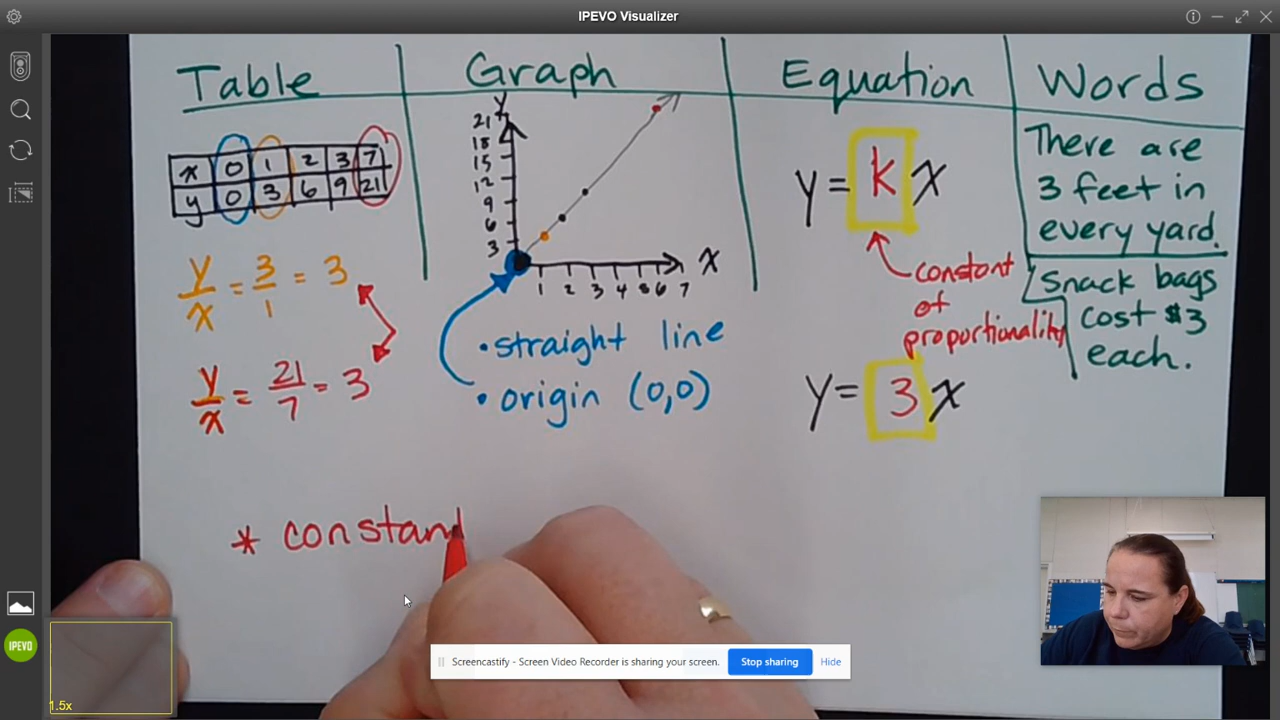 IPEVO Visualizer
Table
Graph
Equation
Words
x 0 1 2 3 7
y 0 3 6 9 21
y/x = 3/1 = 3
y/x = 21/7 = 3
y
21
18
15
12
9
6
3
1 2 3 4 5 6 7
x
• straight line
• origin (0,0)
y = k x
constant
of
proportionality
y = 3 x
There are
3 feet in
every yard.
Snack bags
cost $3
each.
* constan
IPEVO
1.5x
Screencastify - Screen Video Recorder is sharing your screen.
Stop sharing
Hide